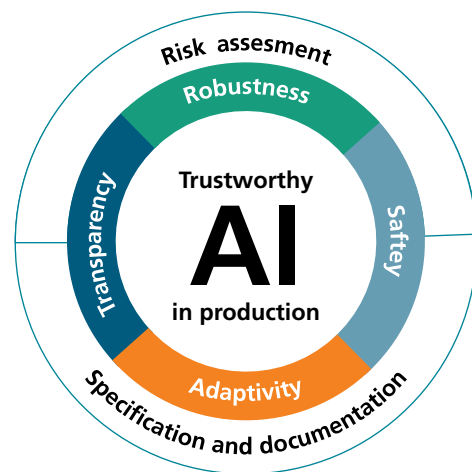 Risk assesment
Robustness
Transparency
Trustworthy
AI
in production
Saftey
Adaptivity
Specification and documentation